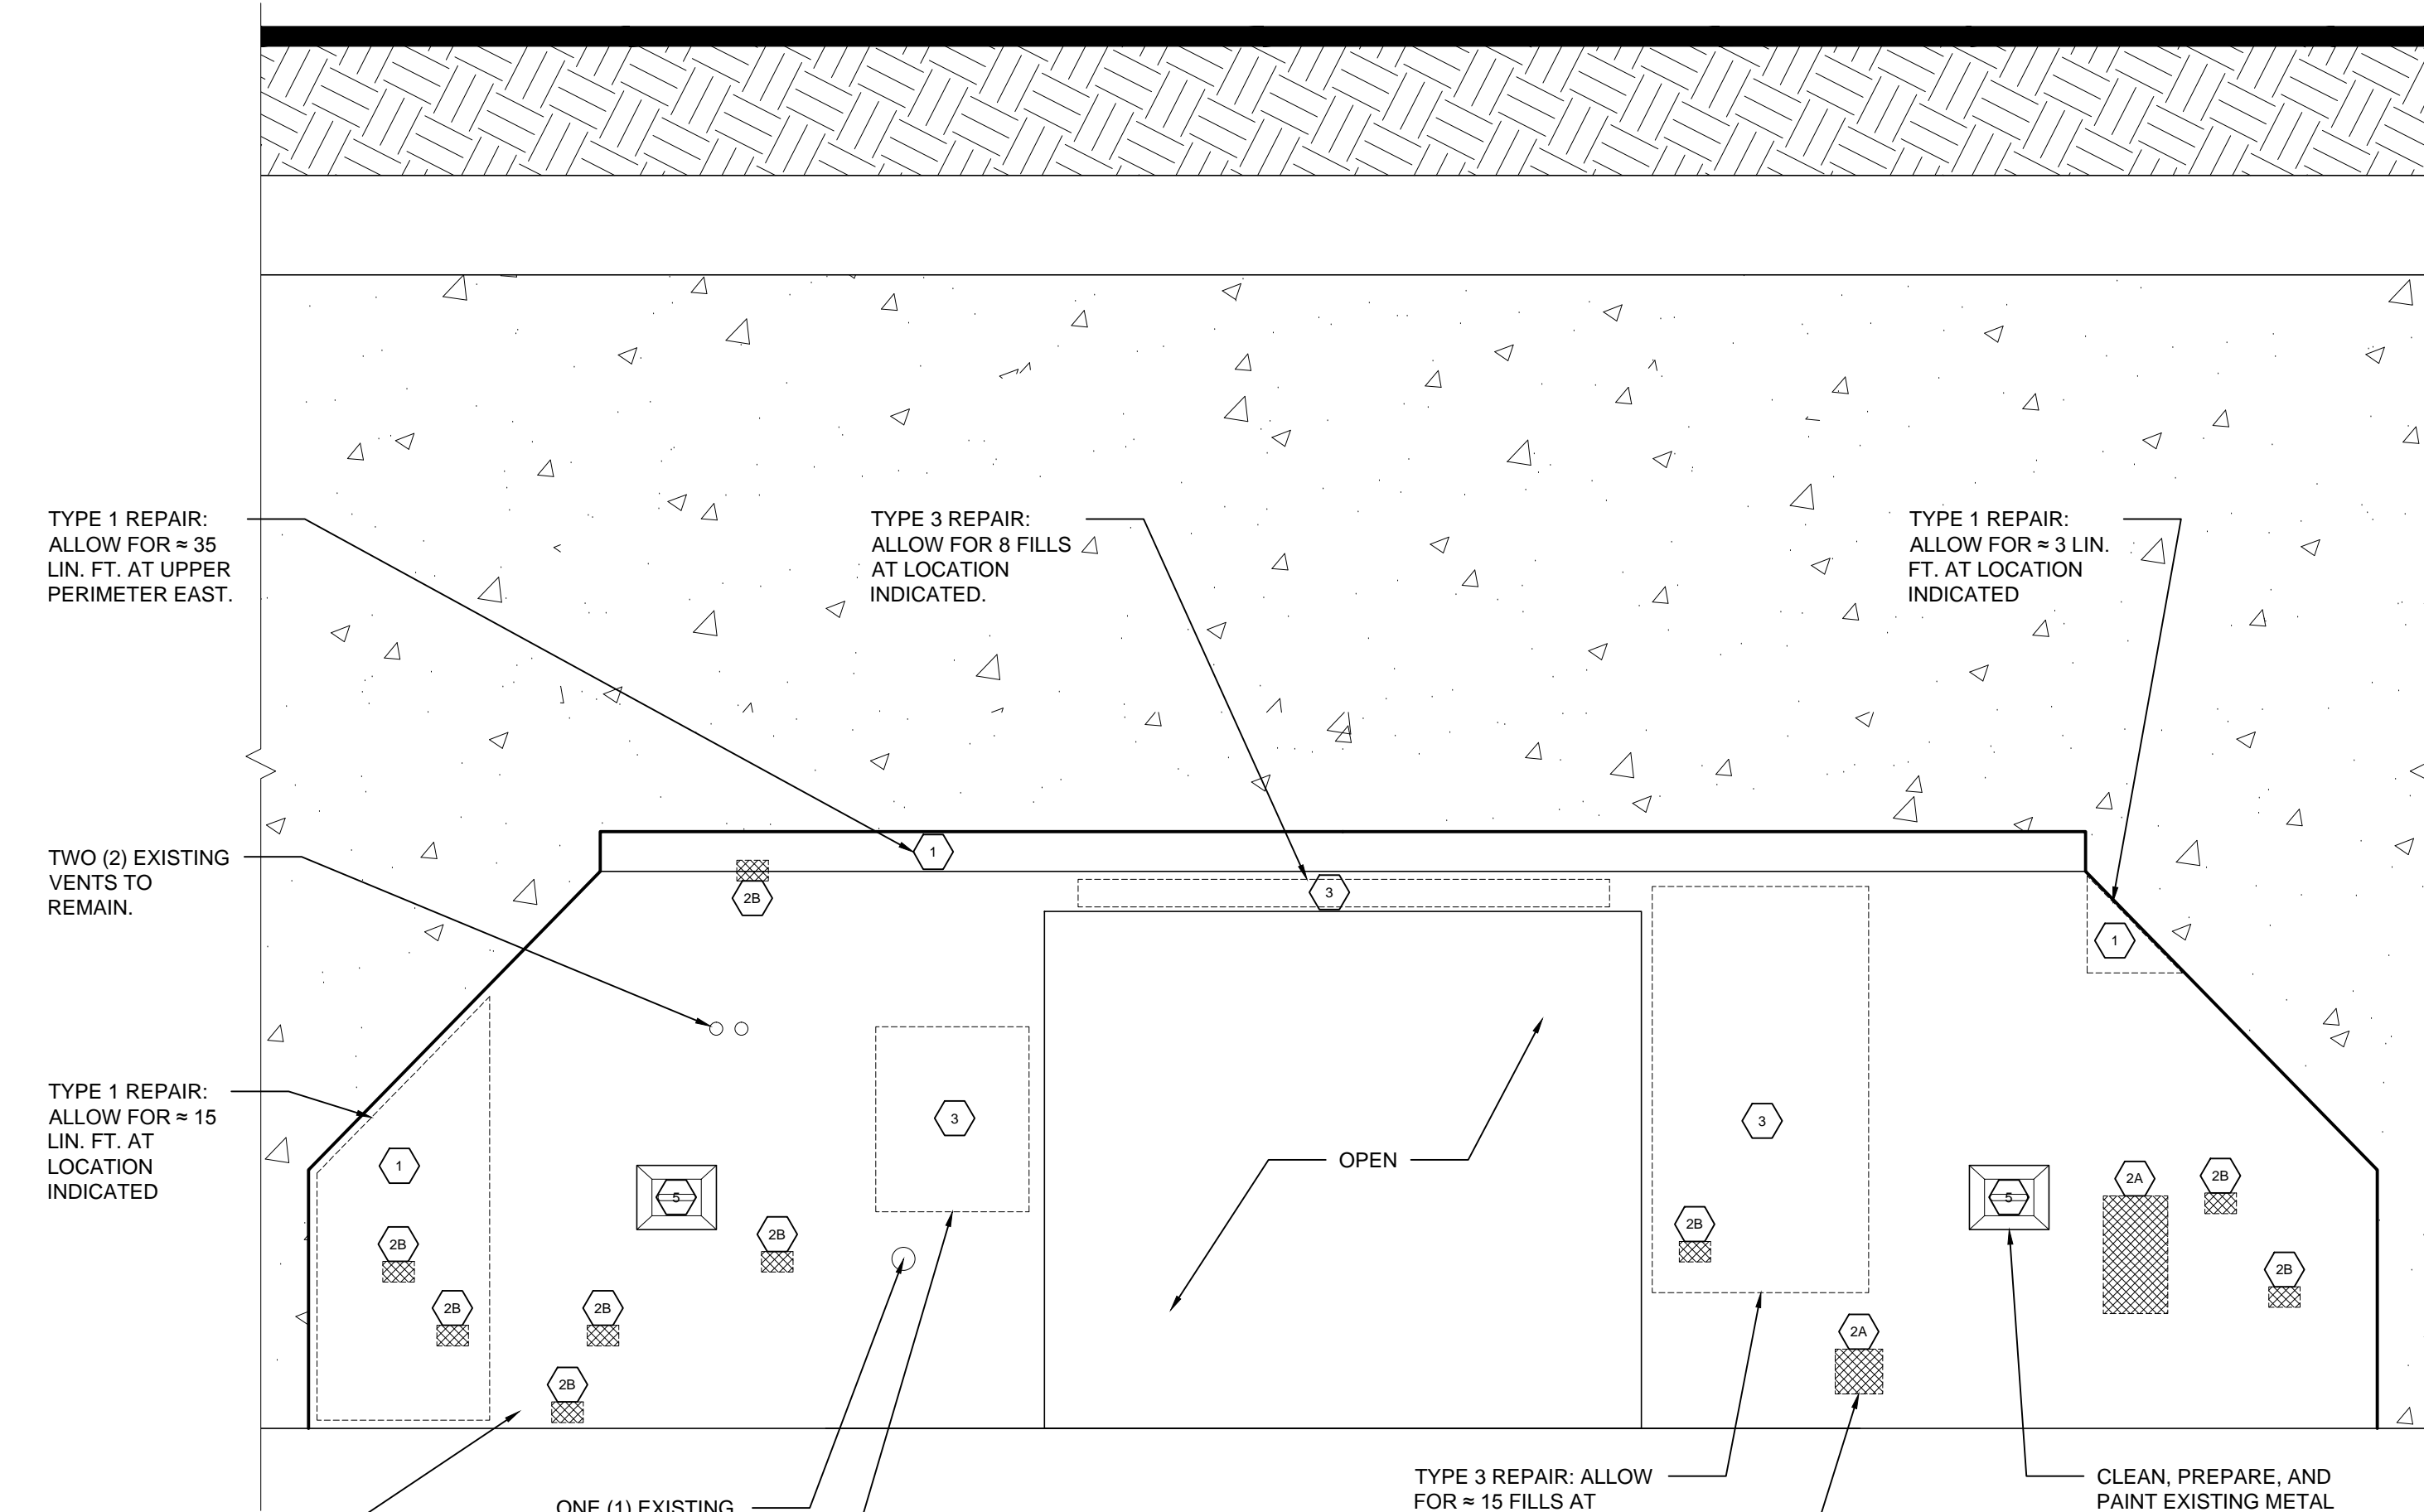 TYPE 1 REPAIR:
ALLOW FOR ≈ 35
LIN. FT. AT UPPER
PERIMETER EAST.
TYPE 3 REPAIR:
ALLOW FOR 8 FILLS
AT LOCATION
INDICATED.
TYPE 1 REPAIR:
ALLOW FOR ≈ 3 LIN.
FT. AT LOCATION
INDICATED
TWO (2) EXISTING
VENTS TO
REMAIN.
1
2B
3
1
TYPE 1 REPAIR:
ALLOW FOR ≈ 15
LIN. FT. AT
LOCATION
INDICATED
3
3
OPEN
1
5
5
2A
2B
2B
2B
2B
2B
2B
2B
2B
2A
2B
ONE (1) EXISTING
TYPE 3 REPAIR: ALLOW
FOR ≈ 15 FILLS AT
CLEAN, PREPARE, AND
PAINT EXISTING METAL